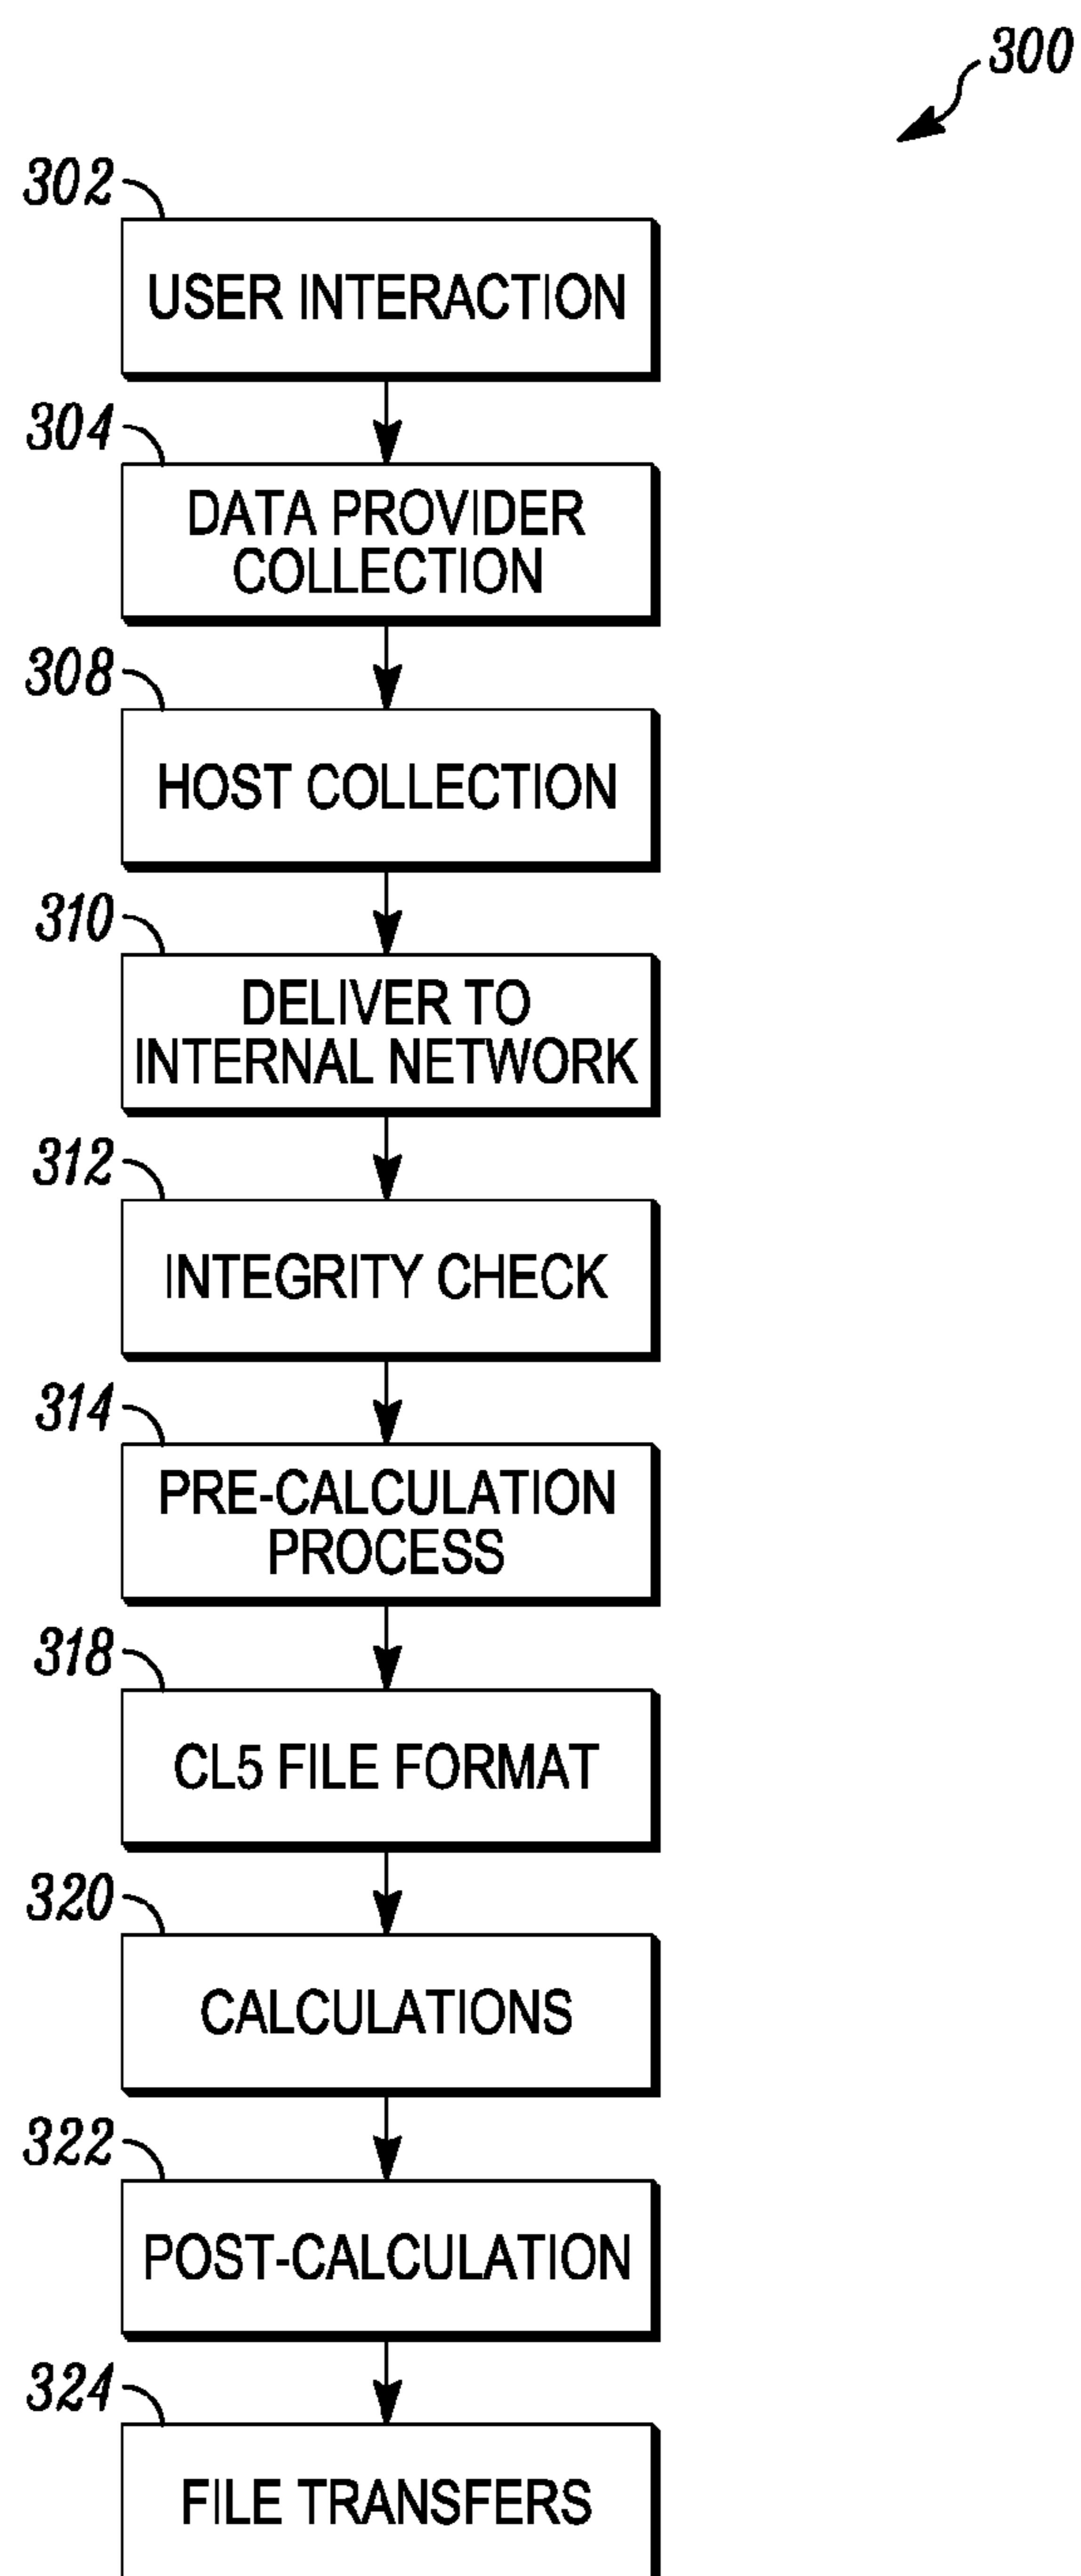 300
302
USER INTERACTION
304
DATA PROVIDER
COLLECTION
308
HOST COLLECTION
310
DELIVER TO
INTERNAL NETWORK
312
INTEGRITY CHECK
314
PRE-CALCULATION
PROCESS
318
CL5 FILE FORMAT
320
CALCULATIONS
322
POST-CALCULATION
324
FILE TRANSFERS